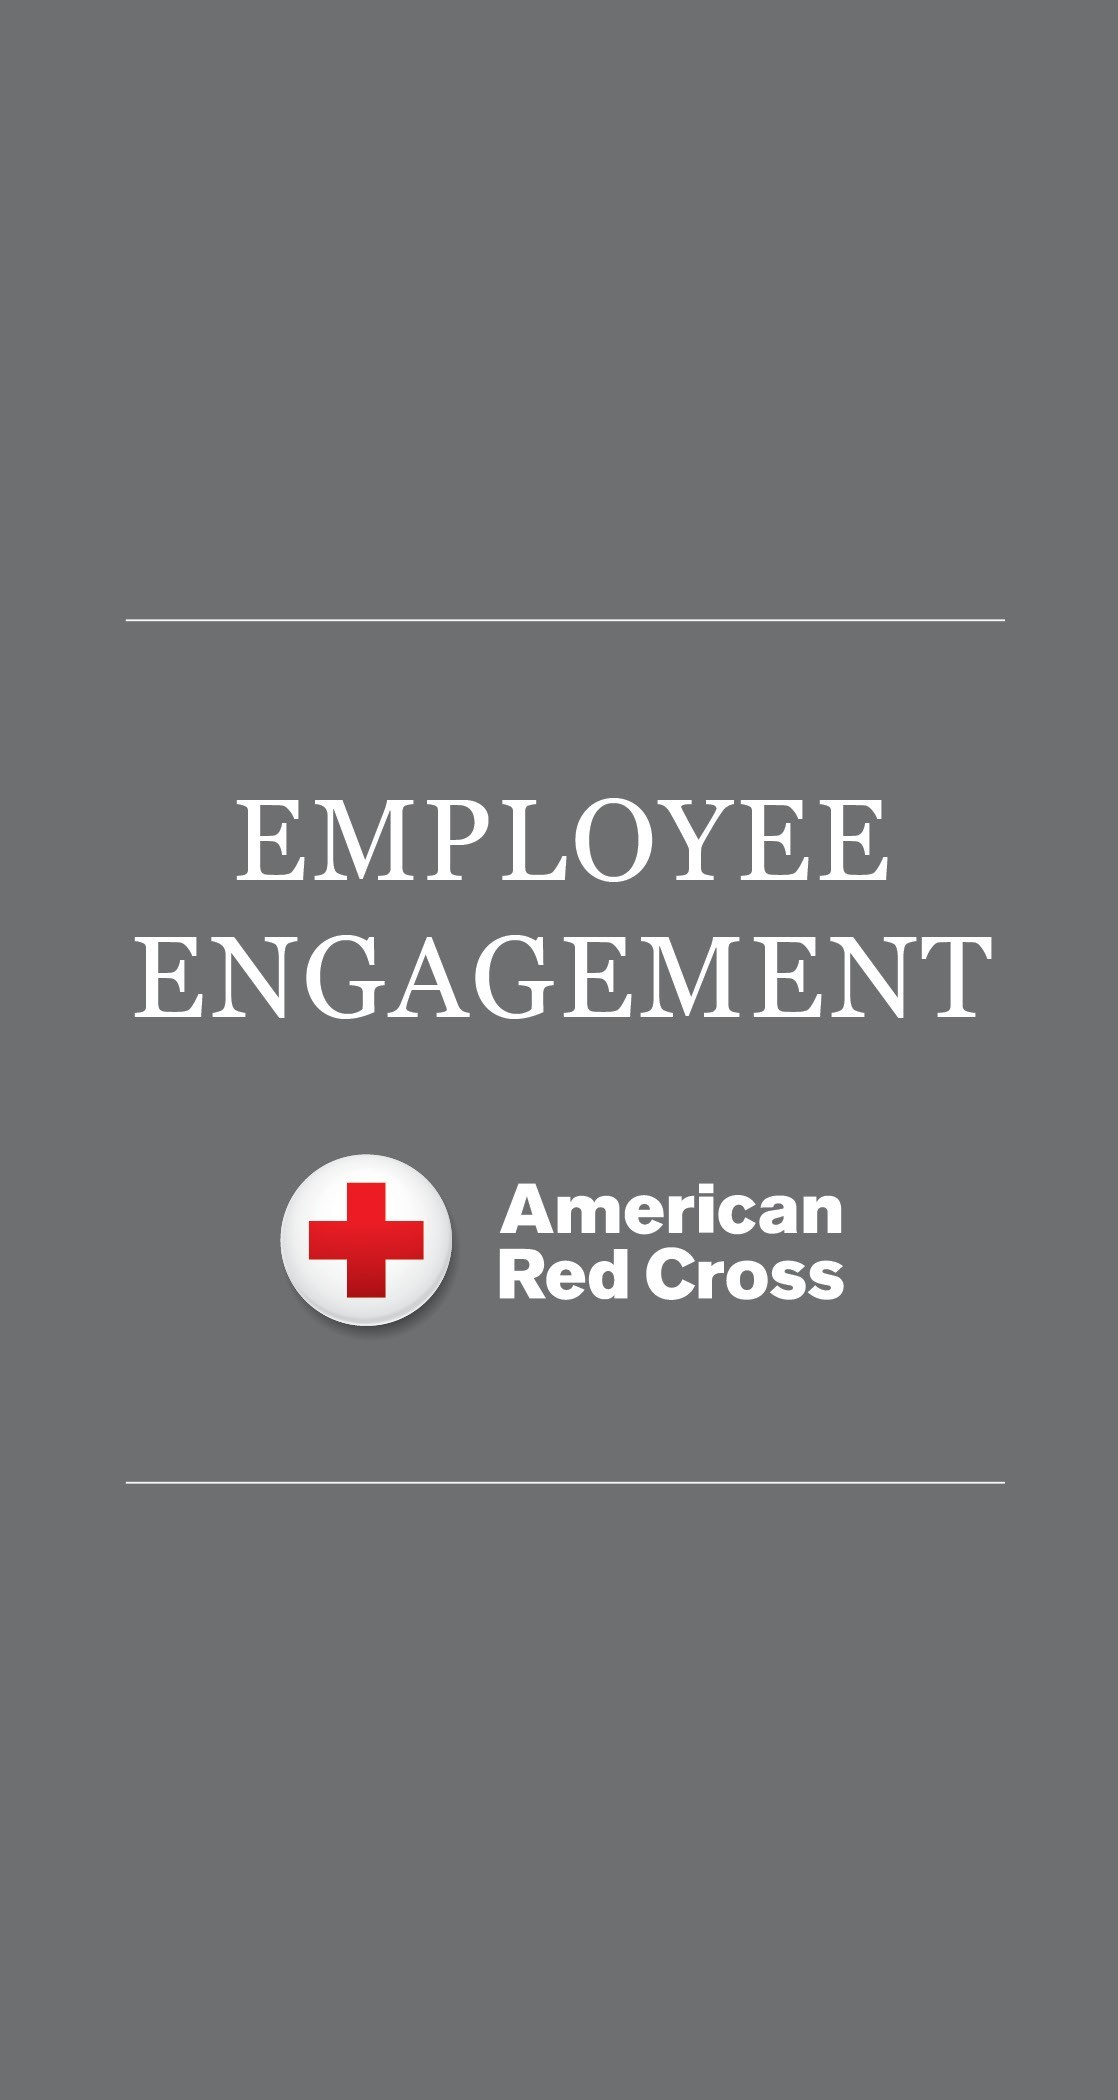 EMPLOYEE
ENGAGEMENT
American
Red Cross